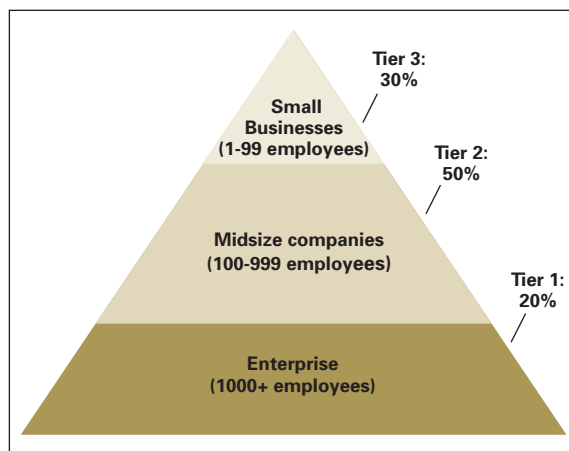 Tier 3:
30%
Small
Businesses
(1-99 employees)
Tier 2:
50%
Midsize companies
(100-999 employees)
Tier 1:
20%
Enterprise
(1000+ employees)